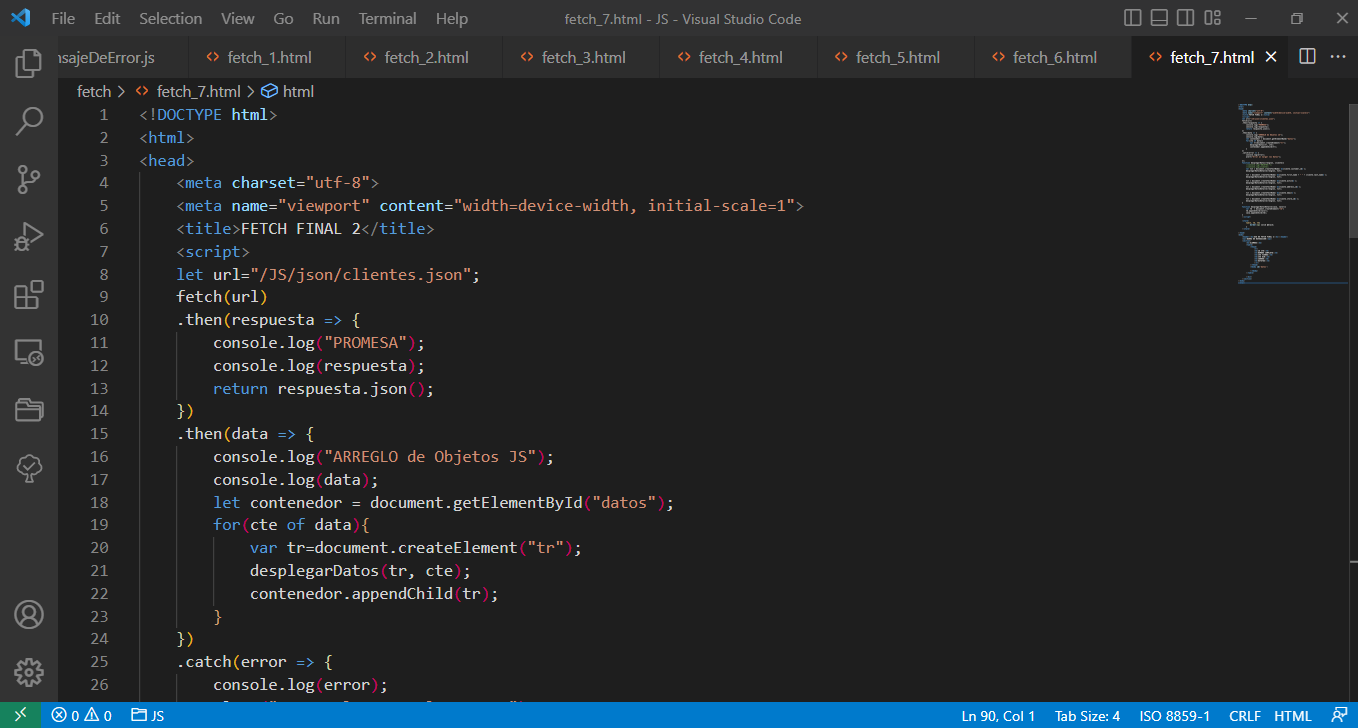 File Edit Selection View Go Run Terminal Help fetch_7.html - JS - Visual Studio Code
nsajeDeError.js fetch_1.html fetch_2.html fetch_3.html fetch_4.html fetch_5.html fetch_6.html fetch_7.html
fetch > fetch_7.html > html
1 <!DOCTYPE html>
2 <html>
3 <head>
4 <meta charset="utf-8">
5 <meta name="viewport" content="width=device-width, initial-scale=1">
6 <title>FETCH FINAL 2</title>
7 <script>
8 let url="/JS/json/clientes.json";
9 fetch(url)
10 .then(respuesta => {
11 console.log("PROMESA");
12 console.log(respuesta);
13 return respuesta.json();
14 })
15 .then(data => {
16 console.log("ARREGLO de Objetos JS");
17 console.log(data);
18 let contenedor = document.getElementById("datos");
19 for(cte of data){
20 var tr=document.createElement("tr");
21 desplegarDatos(tr, cte);
22 contenedor.appendChild(tr);
23 }
24 })
25 .catch(error => {
26 console.log(error);
0 0 JS Ln 90, Col 1 Tab Size: 4 ISO 8859-1 CRLF HTML